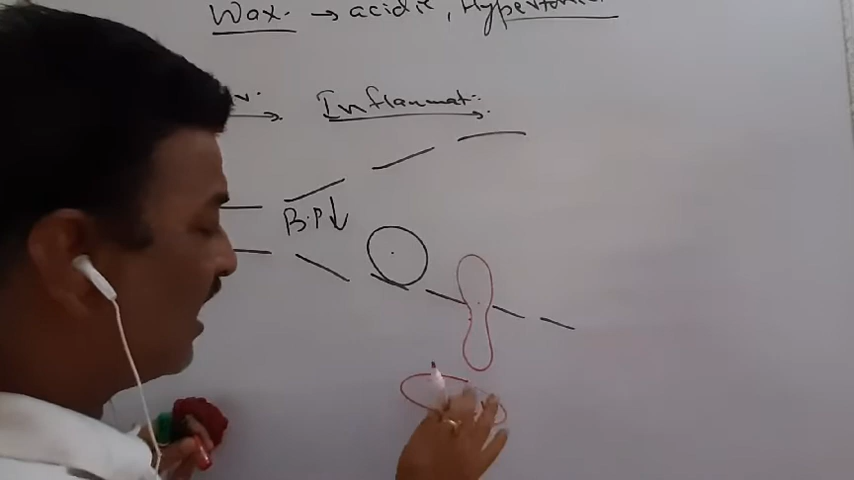 Wax. → acidic, Hypertonic
Inflammat:
B.P↓